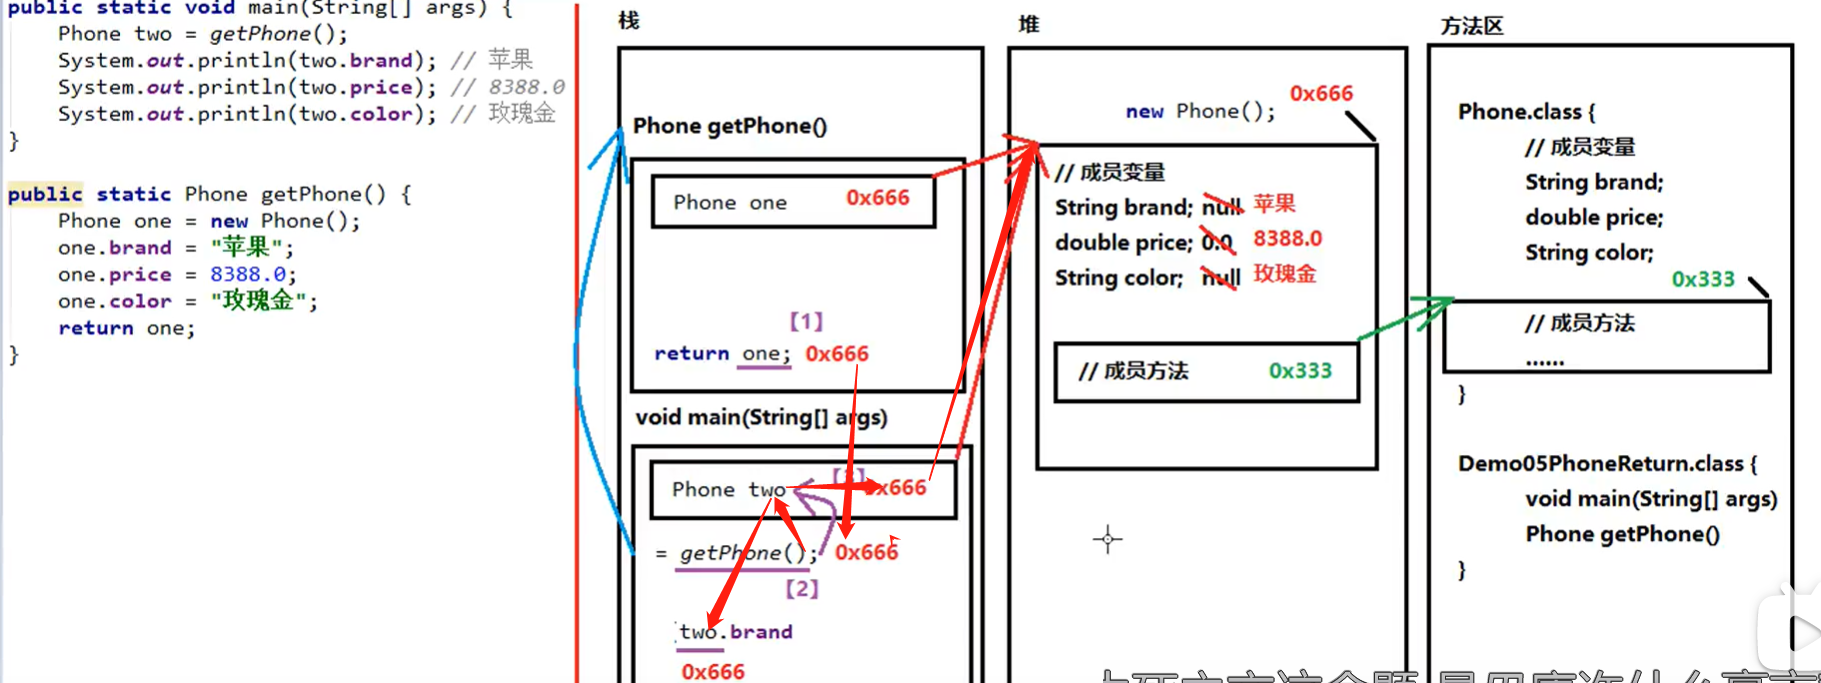 public static void main(String[] args) {
Phone two = getPhone();
System.out.println(two.brand); // 苹果
System.out.println(two.price); // 8388.0
System.out.println(two.color); // 玫瑰金
}
public static Phone getPhone() {
Phone one = new Phone();
one.brand = "苹果";
one.price = 8388.0;
one.color = "玫瑰金";
return one;
}
栈
Phone getPhone()
Phone one 0x666
【1】
return one; 0x666
void main(String[] args)
【3】
Phone two 0x666
= getPhone(); 0x666
【2】
two.brand
0x666
堆
0x666
new Phone();
// 成员变量
String brand; null 苹果
double price; 0.0 8388.0
String color; null 玫瑰金
// 成员方法 0x333
方法区
Phone.class {
// 成员变量
String brand;
double price;
String color;
0x333
// 成员方法
......
}
Demo05PhoneReturn.class {
void main(String[] args)
Phone getPhone()
}